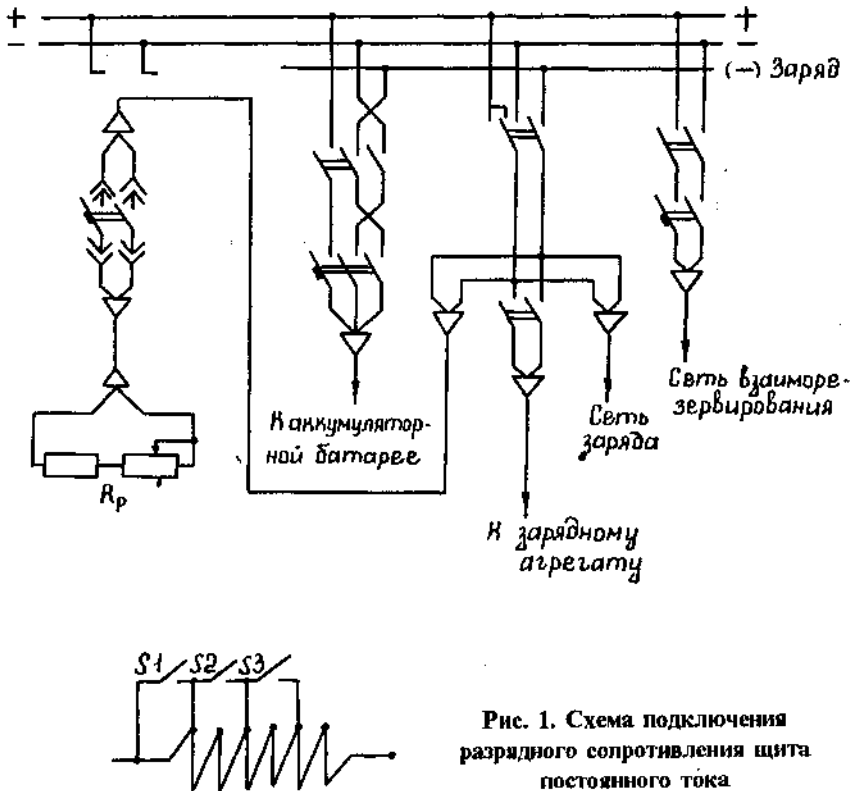 + +
− −
(−) Заряд
К аккумулятор-
ной батарее
Сеть
заряда
Сеть взаиморе-
зервирования
Rр
К зарядному
агрегату
S1 S2 S3
Рис. 1. Схема подключения
разрядного сопротивления щита
постоянного тока